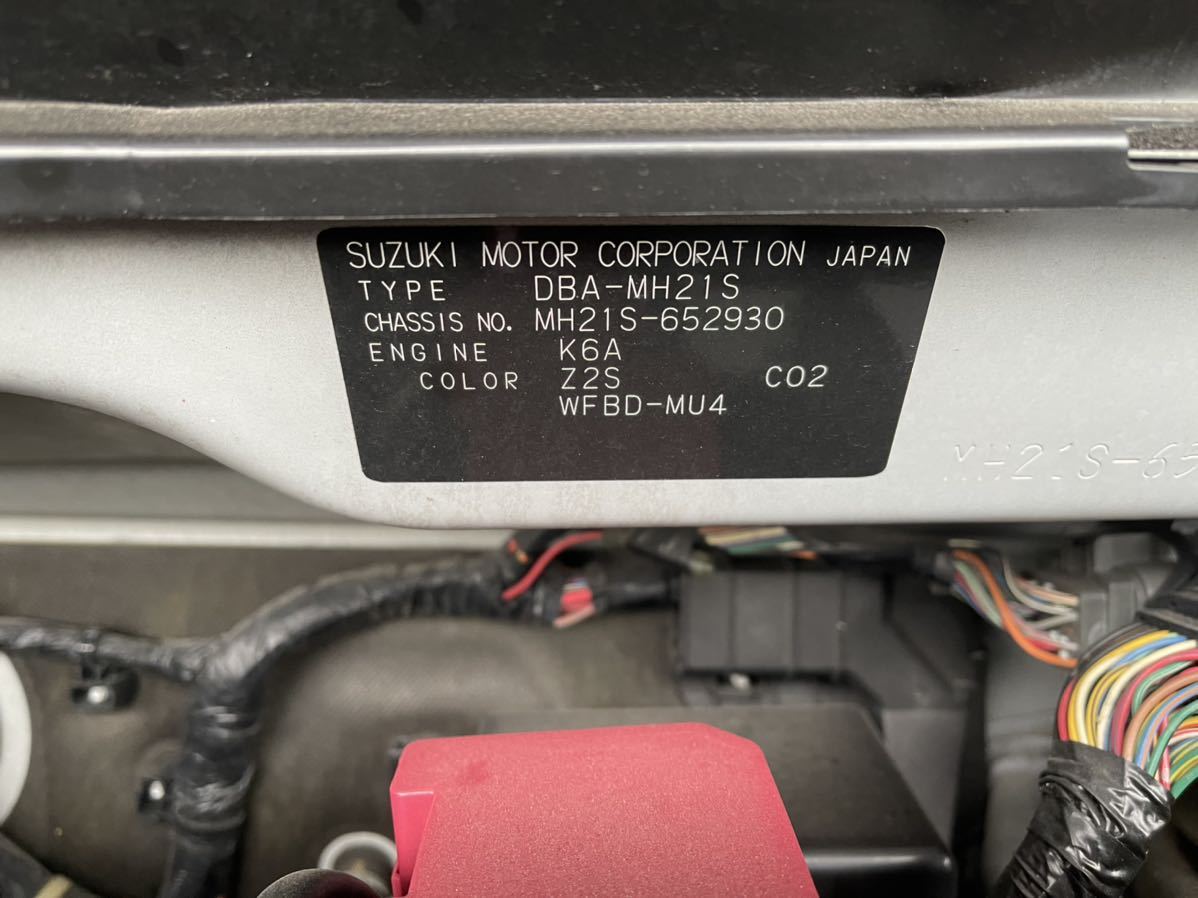 SUZUKI MOTOR CORPORATION JAPAN
TYPE DBA-MH21S
CHASSIS NO. MH21S-652930
ENGINE K6A
COLOR Z2S C02
WFBD-MU4
MH21S-65